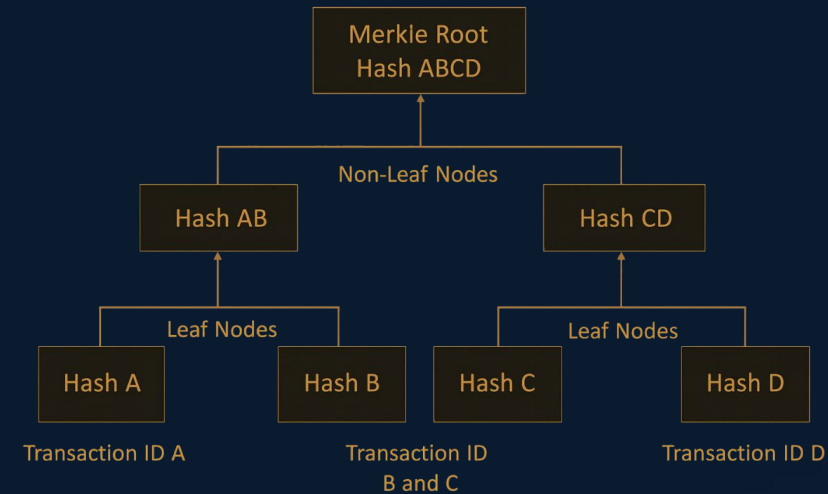 Merkie Root
Hash ABCD
Non-Leaf Nodes
Hash AB
Hash CD
Leaf Nodes
Leaf Nodes
Hash A
Hash B
Hash C
Hash D
Transaction ID A
Transaction ID
B and C
Transaction ID D